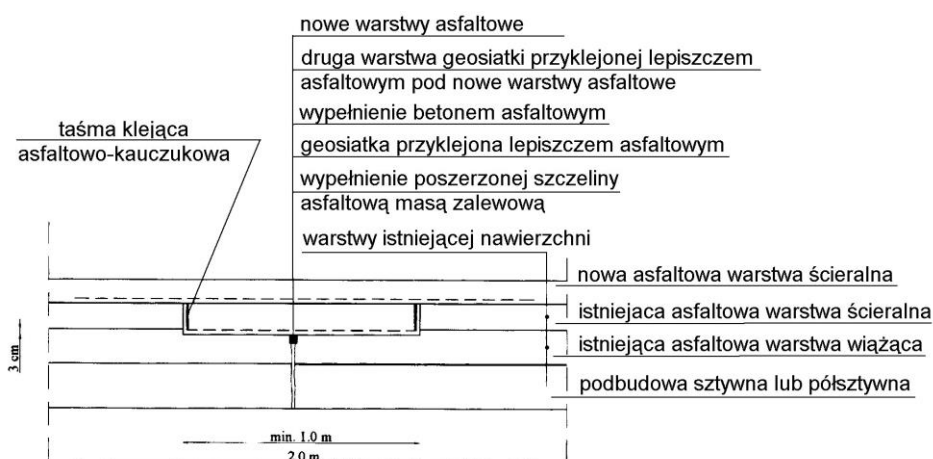 nowe warstwy asfaltowe
druga warstwa geosiatki przyklejonej lepiszczem
asfaltowym pod nowe warstwy asfaltowe
wypełnienie betonem asfaltowym
taśma klejąca
asfaltowo-kauczukowa
geosiatka przyklejona lepiszczem asfaltowym
wypełnienie poszerzonej szczeliny
asfaltową masą zalewową
warstwy istniejącej nawierzchni
nowa asfaltowa warstwa ścieralna
istniejaca asfaltowa warstwa ścieralna
istniejąca asfaltowa warstwa wiążąca
podbudowa sztywna lub półsztywna
3 cm
min. 1.0 m
2.0 m